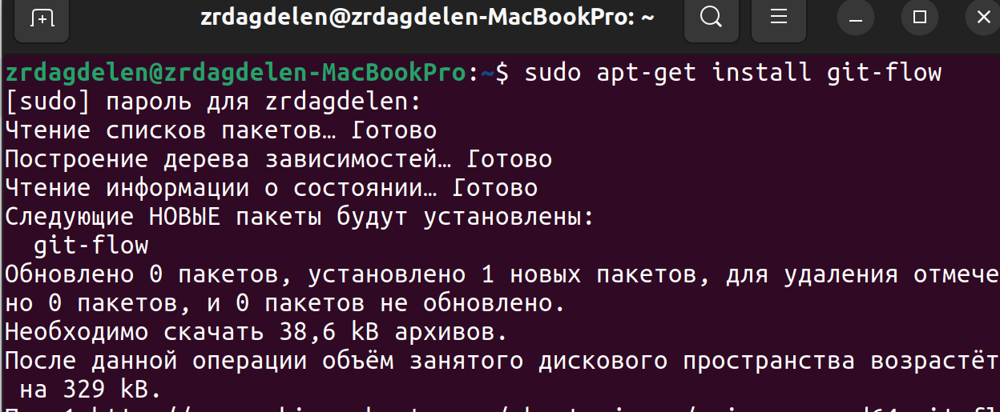 zrdagdelen@zrdagdelen-MacBookPro: ~
zrdagdelen@zrdagdelen-MacBookPro:~$ sudo apt-get install git-flow
[sudo] пароль для zrdagdelen:
Чтение списков пакетов… Готово
Построение дерева зависимостей… Готово
Чтение информации о состоянии… Готово
Следующие НОВЫЕ пакеты будут установлены:
  git-flow
Обновлено 0 пакетов, установлено 1 новых пакетов, для удаления отмече
но 0 пакетов, и 0 пакетов не обновлено.
Необходимо скачать 38,6 kB архивов.
После данной операции объём занятого дискового пространства возрастёт
 на 329 kB.